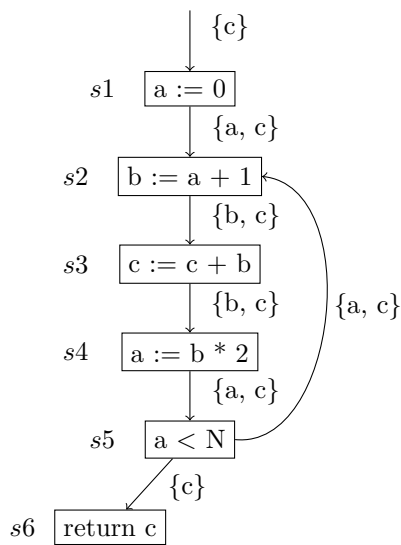 {c}
s1 a := 0
{a, c}
s2 b := a + 1
{b, c}
s3 c := c + b
{b, c}
{a, c}
s4 a := b * 2
{a, c}
s5 a < N
{c}
s6 return c